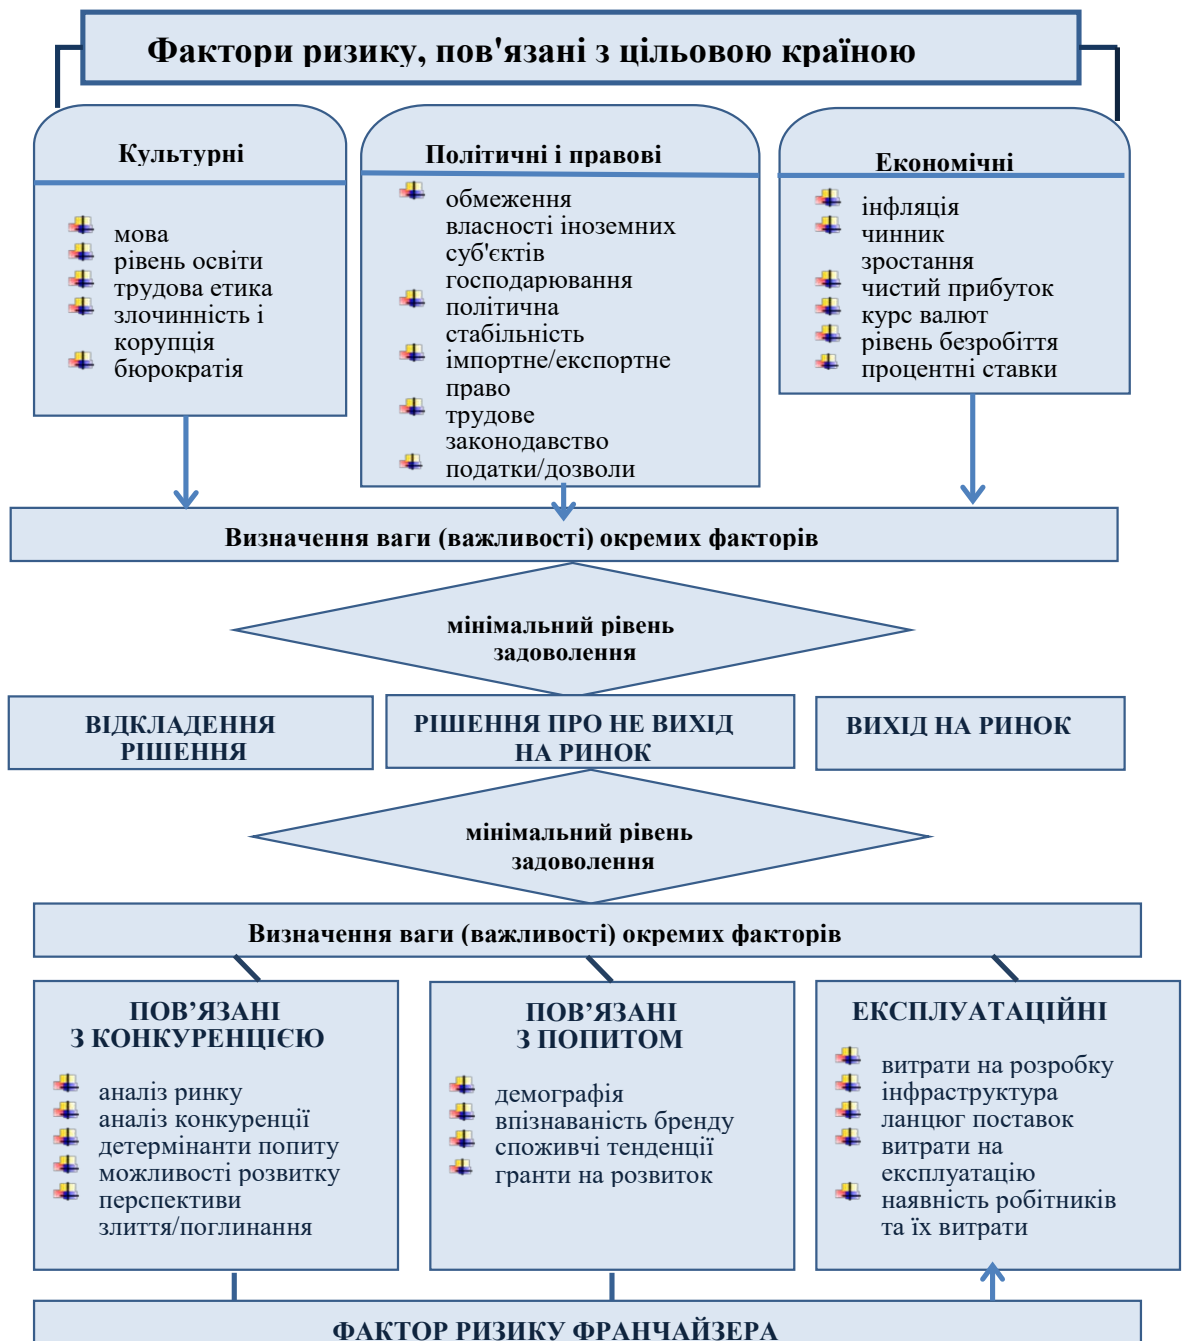 Фактори ризику, пов'язані з цільовою країною
Культурні
мова
рівень освіти
трудова етика
злочинність і
корупція
бюрократія
Політичні і правові
обмеження
власності іноземних
суб'єктів
господарювання
політична
стабільність
імпортне/експортне
право
трудове
законодавство
податки/дозволи
Економічні
інфляція
чинник
зростання
чистий прибуток
курс валют
рівень безробіття
процентні ставки
Визначення ваги (важливості) окремих факторів
мінімальний рівень
задоволення
ВІДКЛАДЕННЯ
РІШЕННЯ
РІШЕННЯ ПРО НЕ ВИХІД
НА РИНОК
ВИХІД НА РИНОК
мінімальний рівень
задоволення
Визначення ваги (важливості) окремих факторів
ПОВ’ЯЗАНІ
З КОНКУРЕНЦІЄЮ
аналіз ринку
аналіз конкуренції
детермінанти попиту
можливості розвитку
перспективи
злиття/поглинання
ПОВ’ЯЗАНІ
З ПОПИТОМ
демографія
впізнаваність бренду
споживчі тенденції
гранти на розвиток
ЕКСПЛУАТАЦІЙНІ
витрати на розробку
інфраструктура
ланцюг поставок
витрати на
експлуатацію
наявність робітників
та їх витрати
ФАКТОР РИЗИКУ ФРАНЧАЙЗЕРА